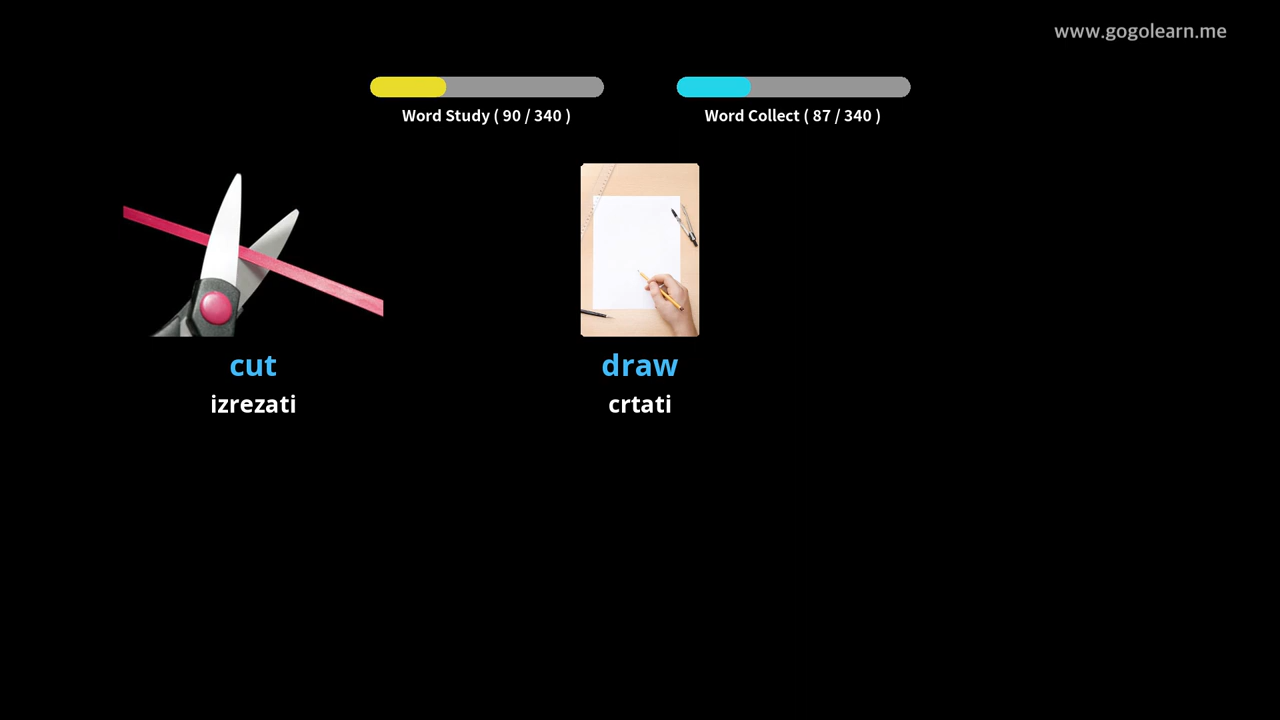 www.gogolearn.me
Word Study ( 90 / 340 )
Word Collect ( 87 / 340 )
cut
izrezati
draw
crtati